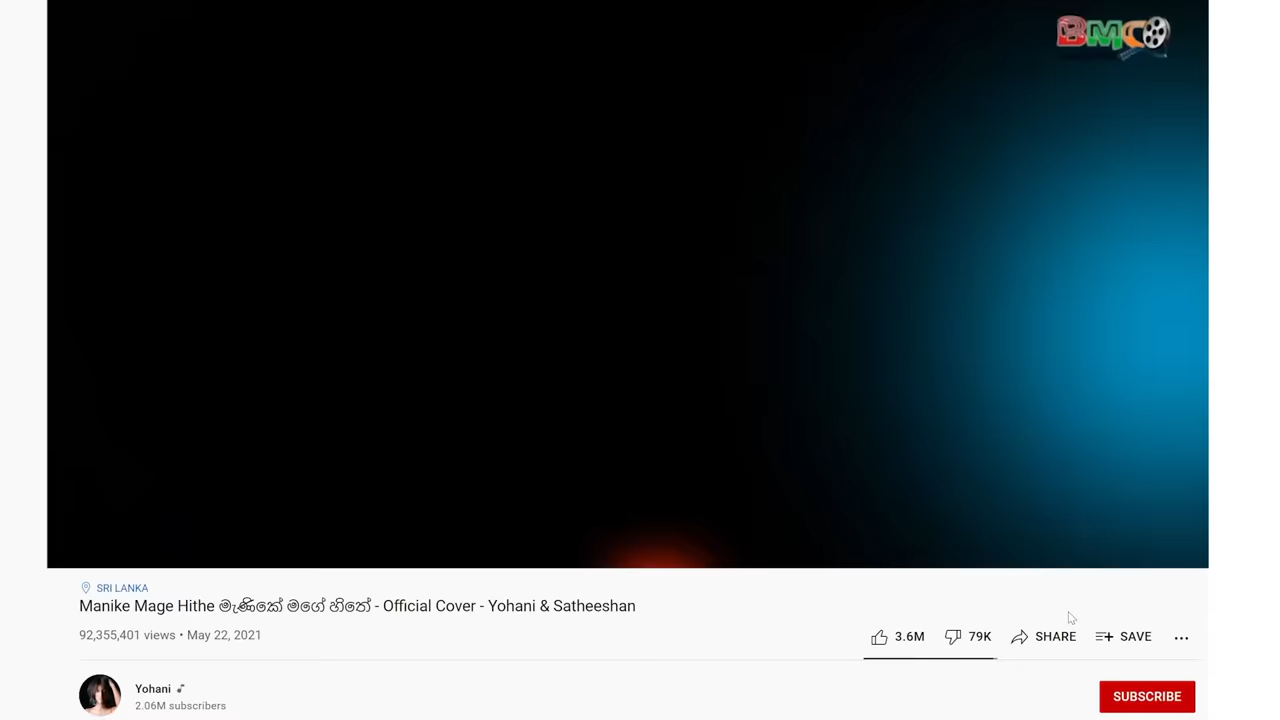 BMC
SRI LANKA
Manike Mage Hithe මැණිකේ මගේ හිතේ - Official Cover - Yohani & Satheeshan
92,355,401 views • May 22, 2021
3.6M
79K
SHARE
SAVE
Yohani
2.06M subscribers
SUBSCRIBE